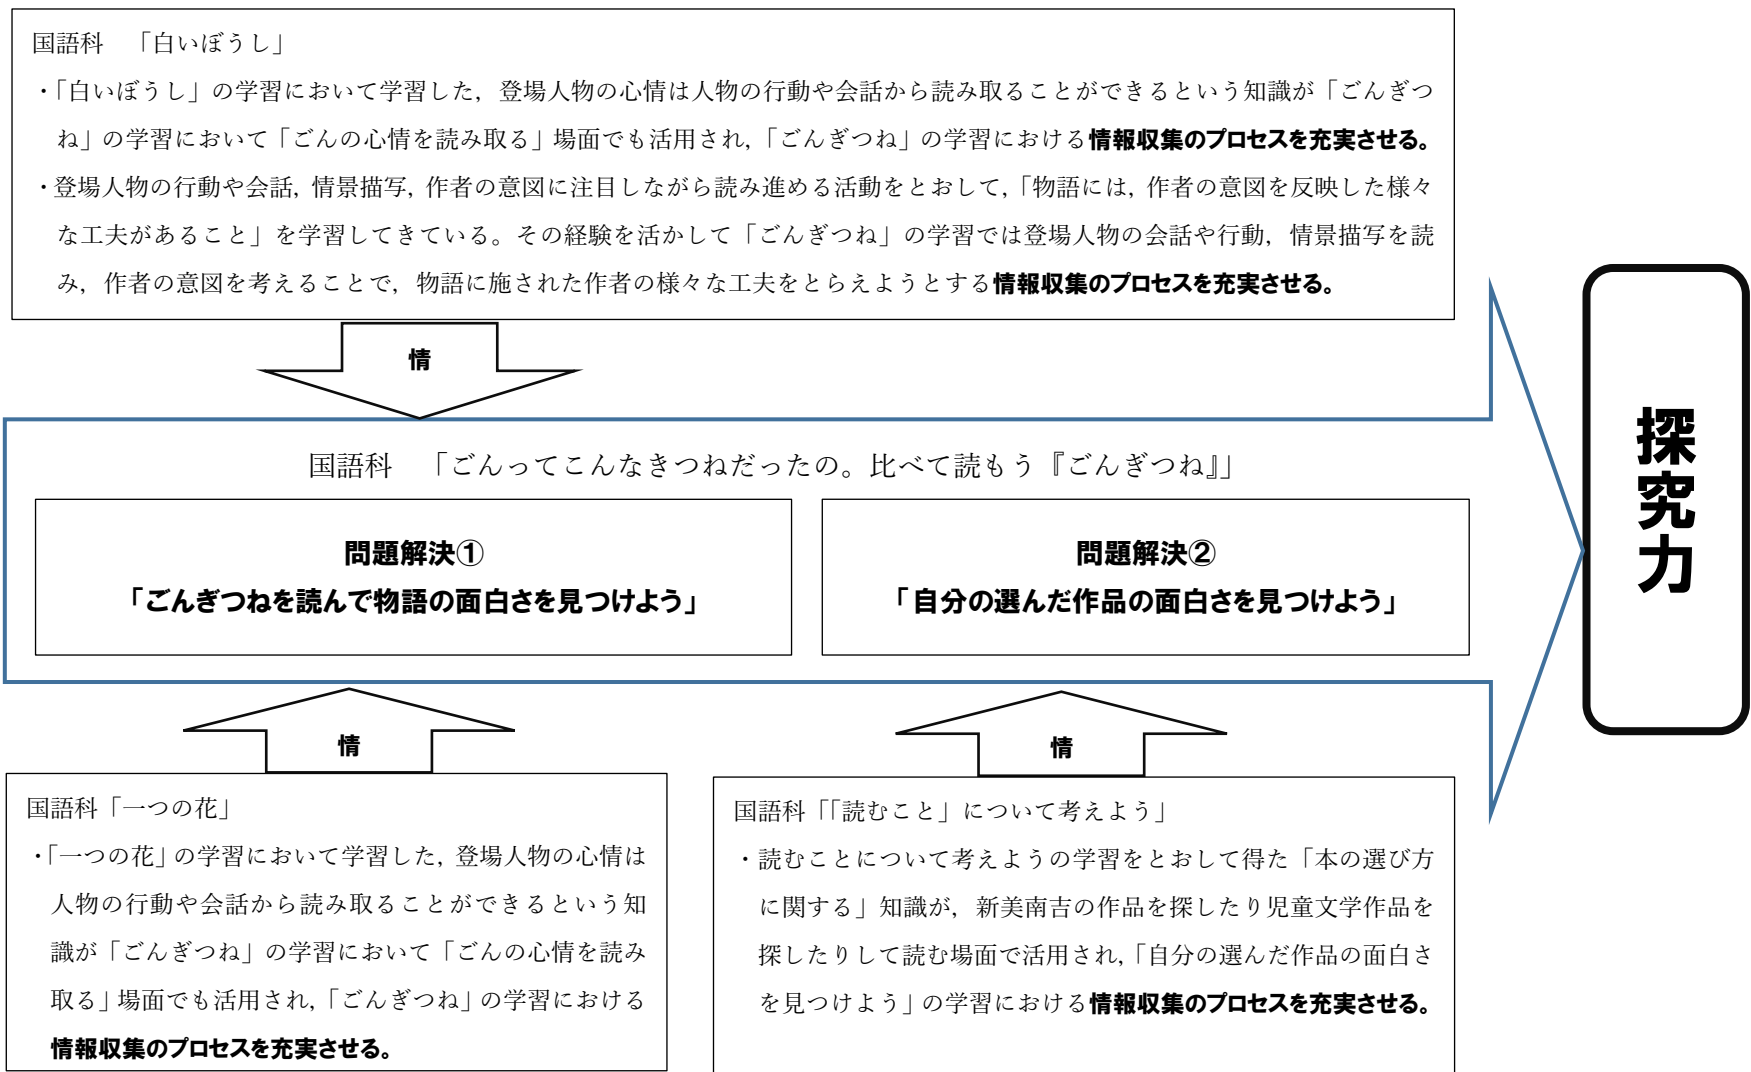 国語科　「白いぼうし」
・「白いぼうし」の学習において学習した，登場人物の心情は人物の行動や会話から読み取ることができるという知識が「ごんぎつ
ね」の学習において「ごんの心情を読み取る」場面でも活用され，「ごんぎつね」の学習における情報収集のプロセスを充実させる。
・登場人物の行動や会話，情景描写，作者の意図に注目しながら読み進める活動をとおして，「物語には，作者の意図を反映した様々
な工夫があること」を学習してきている。その経験を活かして「ごんぎつね」の学習では登場人物の会話や行動，情景描写を読
み，作者の意図を考えることで，物語に施された作者の様々な工夫をとらえようとする情報収集のプロセスを充実させる。
情
国語科　「ごんってこんなきつねだったの。比べて読もう『ごんぎつね』」
問題解決①
「ごんぎつねを読んで物語の面白さを見つけよう」
問題解決②
「自分の選んだ作品の面白さを見つけよう」
探究力
情
国語科「一つの花」
・「一つの花」の学習において学習した，登場人物の心情は
人物の行動や会話から読み取ることができるという知
識が「ごんぎつね」の学習において「ごんの心情を読み
取る」場面でも活用され，「ごんぎつね」の学習における
情報収集のプロセスを充実させる。
情
国語科「「読むこと」について考えよう」
・読むことについて考えようの学習をとおして得た「本の選び方
に関する」知識が，新美南吉の作品を探したり児童文学作品を
探したりして読む場面で活用され，「自分の選んだ作品の面白さ
を見つけよう」の学習における情報収集のプロセスを充実させる。